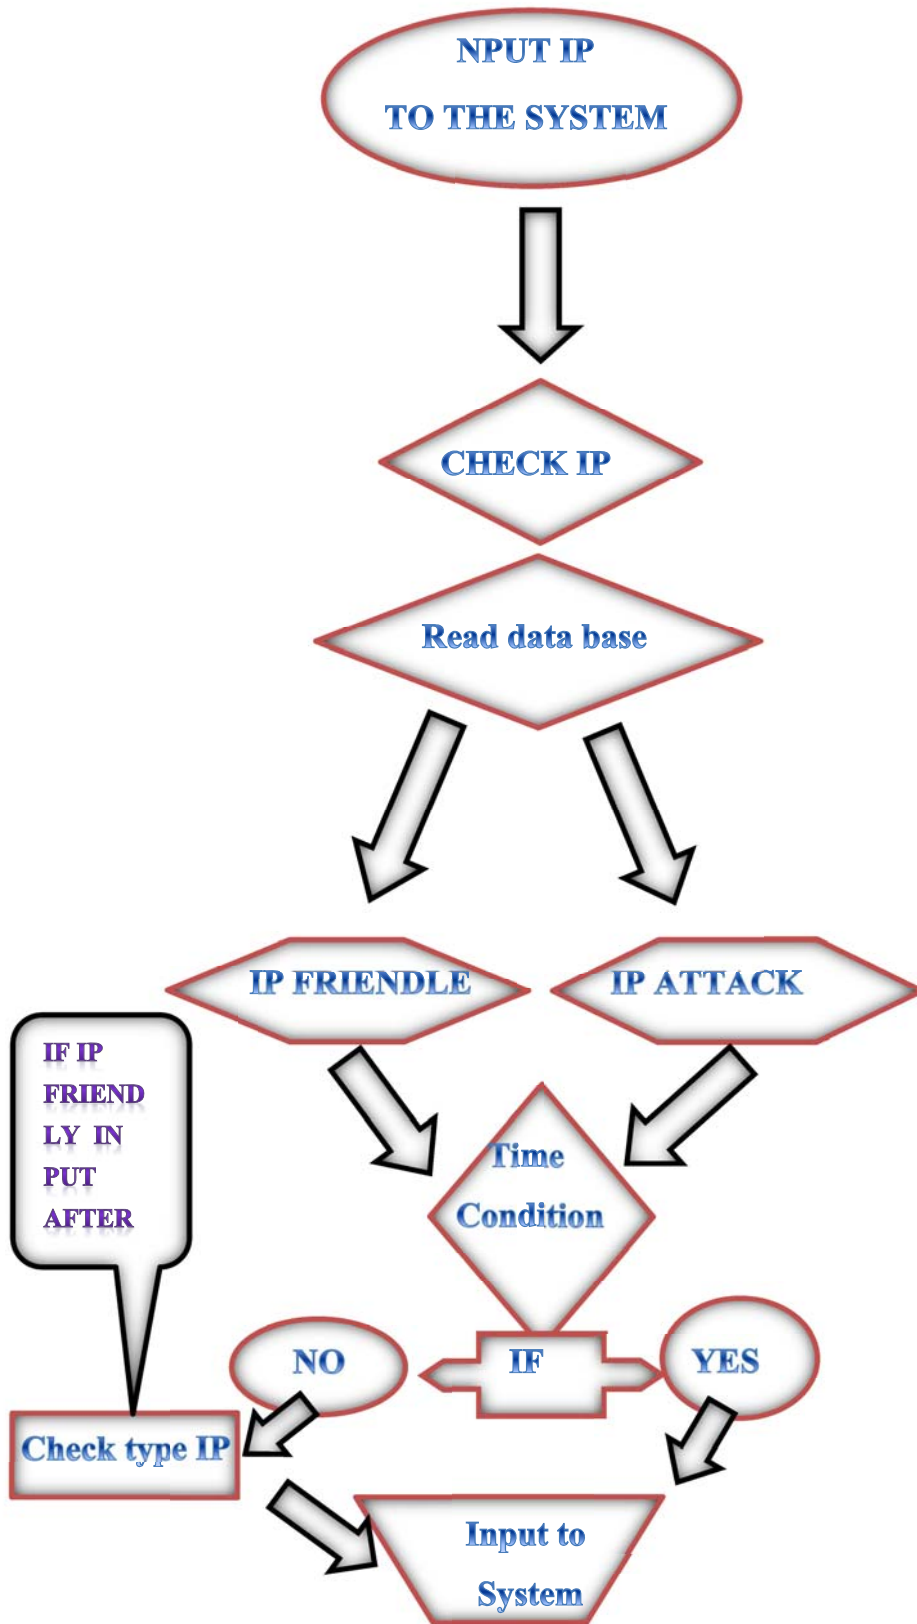 NPUT IP
TO THE SYSTEM
CHECK IP
Read data base
IP FRIENDLE
IP ATTACK
IF IP
FRIEND
LY IN
PUT
AFTER
Time
Condition
NO
IF
YES
Check type IP
Input to
System